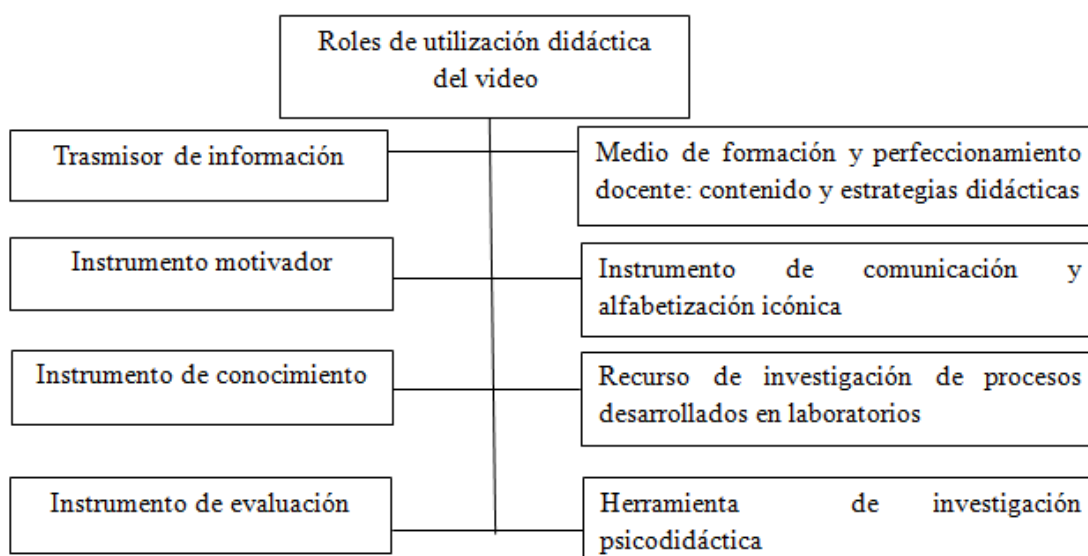 Roles de utilización didáctica
del video
Trasmisor de información
Medio de formación y perfeccionamiento
docente: contenido y estrategias didácticas
Instrumento motivador
Instrumento de comunicación y
alfabetización icónica
Instrumento de conocimiento
Recurso de investigación de procesos
desarrollados en laboratorios
Instrumento de evaluación
Herramienta de investigación
psicodidáctica